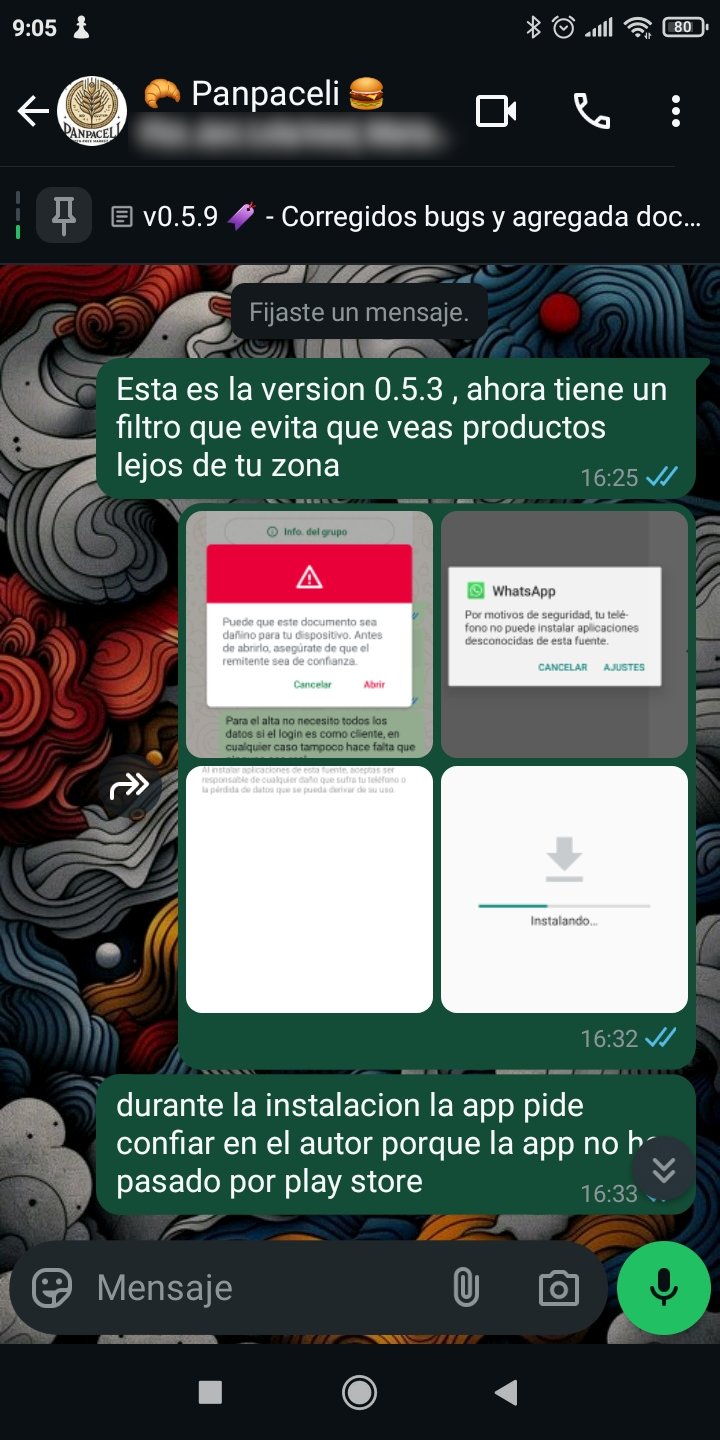 9:05
80
Panpaceli
PANPACELI
v0.5.9 - Corregidos bugs y agregada doc...
Fijaste un mensaje.
Esta es la version 0.5.3 , ahora tiene un
filtro que evita que veas productos
lejos de tu zona
16:25
Info. del grupo
Puede que este documento sea
dañino para tu dispositivo. Antes
de abrirlo, asegúrate de que el
remitente sea de confianza.
Cancelar
Abrir
Para el alta no necesito todos los
datos si el login es como cliente, en
cualquier caso tampoco hace falta que
WhatsApp
Por motivos de seguridad, tu telé-
fono no puede instalar aplicaciones
desconocidas de esta fuente.
CANCELAR
AJUSTES
Al instalar aplicaciones de esta fuente, aceptas ser
responsable de cualquier daño que sufra tu teléfono o
la pérdida de datos que se pueda derivar de su uso.
Instalando...
16:32
durante la instalacion la app pide
confiar en el autor porque la app no
pasado por play store
16:33
Mensaje